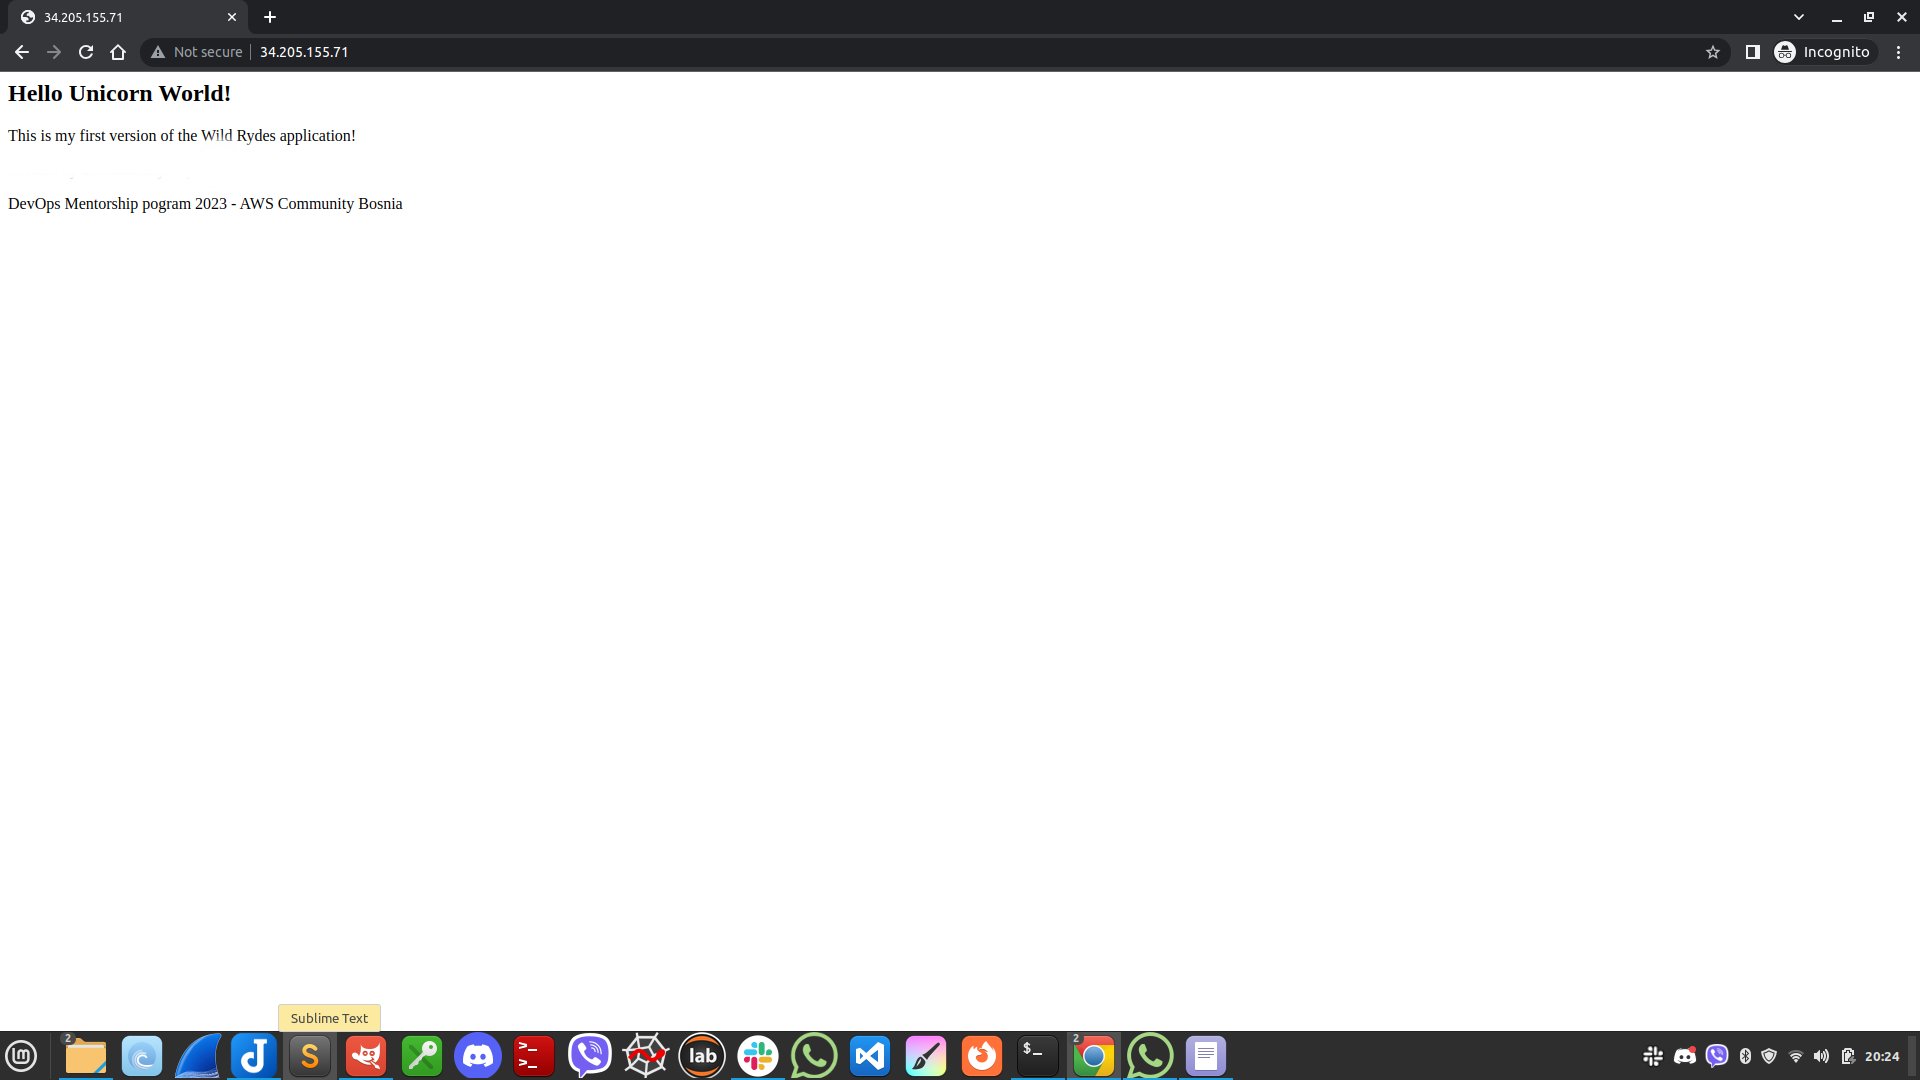 34.205.155.71
Not secure
34.205.155.71
Incognito
Hello Unicorn World!
This is my first version of the Wild Rydes application!
DevOps Mentorship pogram 2023 - AWS Community Bosnia
Sublime Text
2
lab
$_
2
20:24